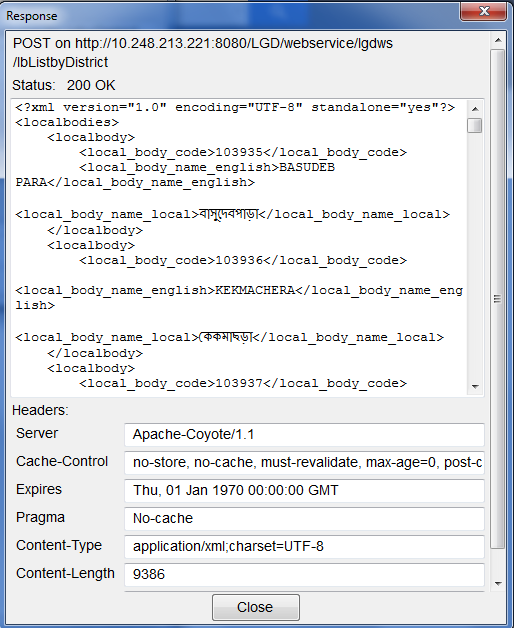 Response
POST on http://10.248.213.221:8080/LGD/webservice/lgdws
/lbListbyDistrict
Status: 200 OK
<?xml version="1.0" encoding="UTF-8" standalone="yes"?>
<localbodies>
<localbody>
<local_body_code>103935</local_body_code>
<local_body_name_english>BASUDEB
PARA</local_body_name_english>
<local_body_name_local>বাসুদেবপাড়া</local_body_name_local>
</localbody>
<localbody>
<local_body_code>103936</local_body_code>
<local_body_name_english>KEKMACHERA</local_body_name_eng
lish>
<local_body_name_local>কেকমাছড়া</local_body_name_local>
</localbody>
<localbody>
<local_body_code>103937</local_body_code>
Headers:
Server Apache-Coyote/1.1
Cache-Control no-store, no-cache, must-revalidate, max-age=0, post-c
Expires Thu, 01 Jan 1970 00:00:00 GMT
Pragma No-cache
Content-Type application/xml;charset=UTF-8
Content-Length 9386
Close